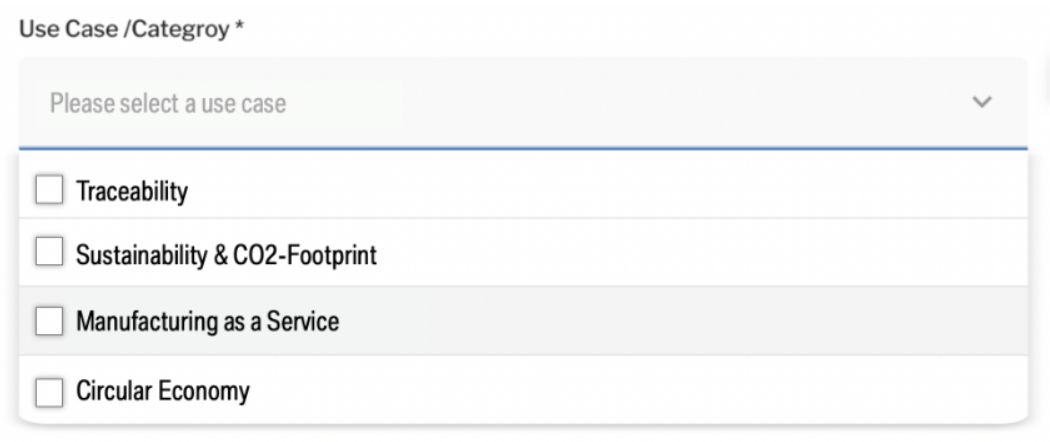 Use Case /Categroy *
Please select a use case
Traceability
Sustainability & CO2-Footprint
Manufacturing as a Service
Circular Economy